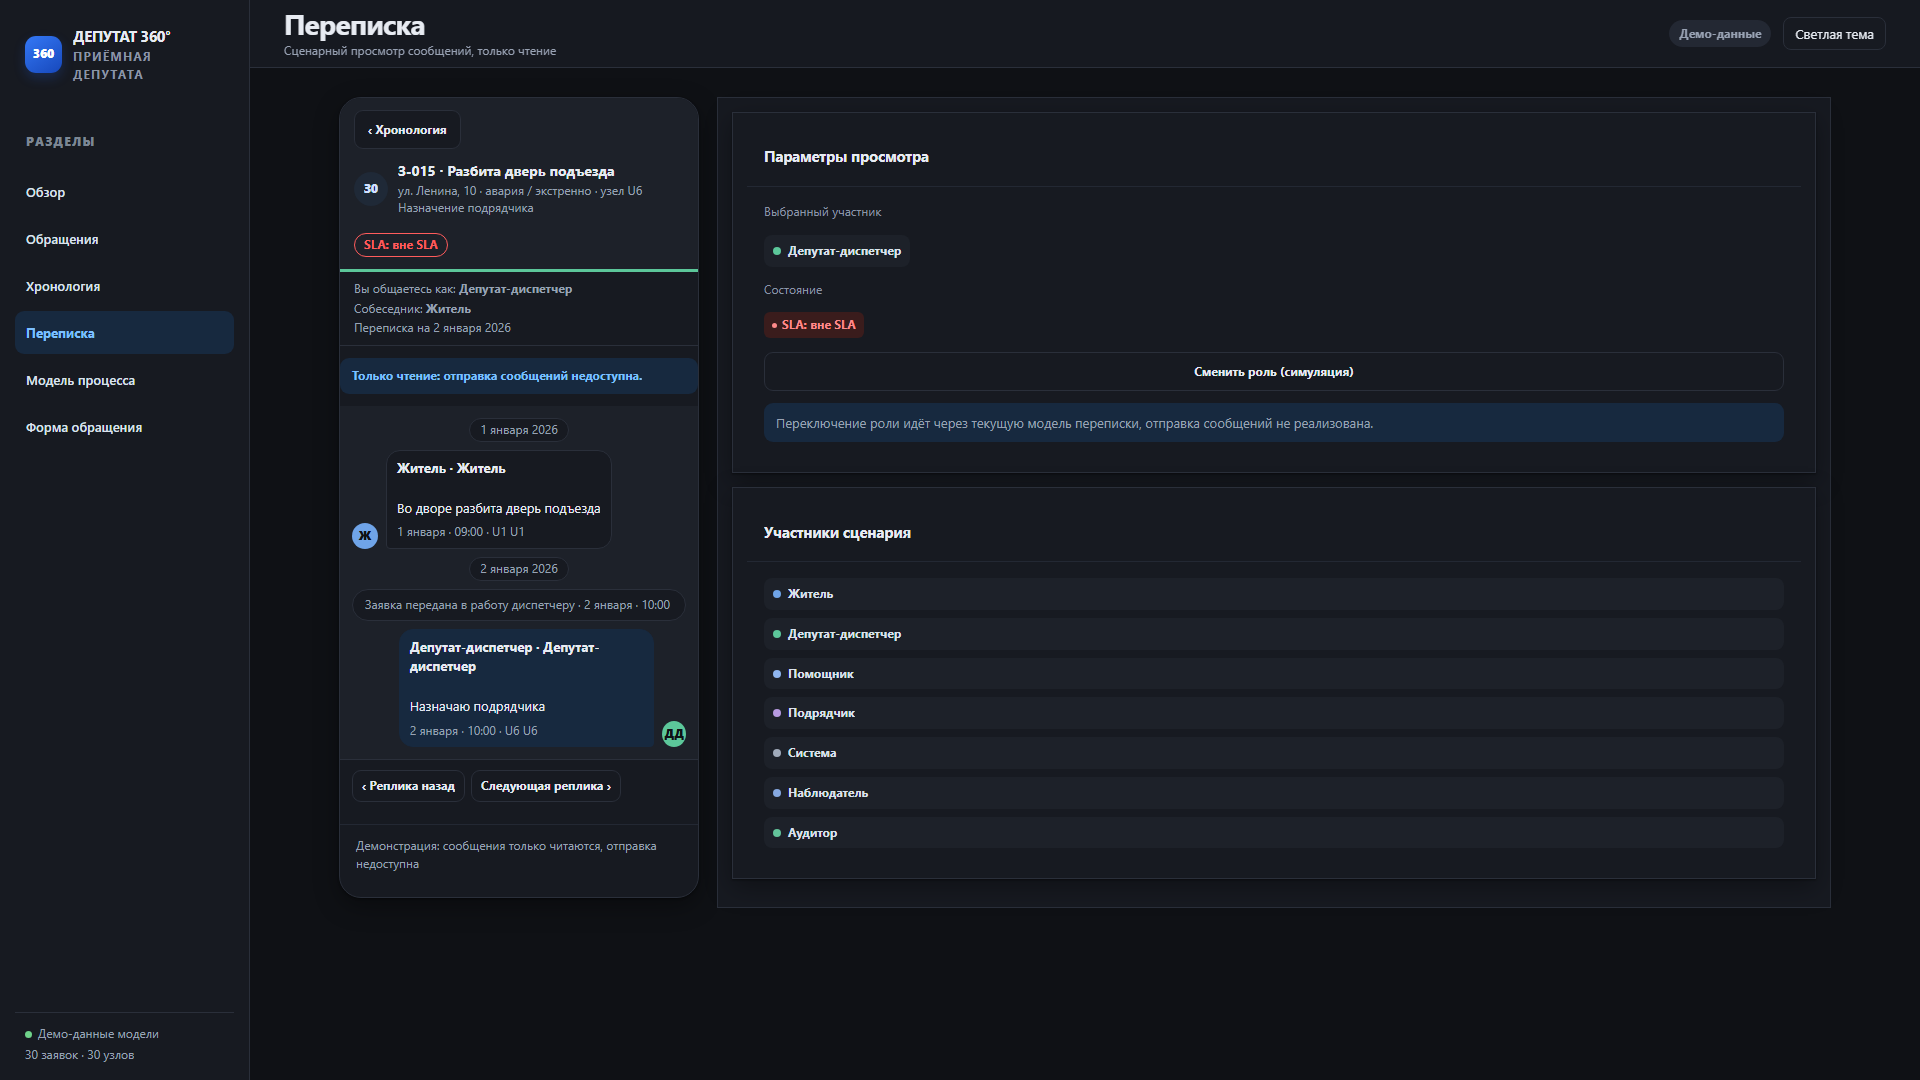 360
ДЕПУТАТ 360°
ПРИЁМНАЯ
ДЕПУТАТА
РАЗДЕЛЫ
Обзор
Обращения
Хронология
Переписка
Модель процесса
Форма обращения
Демо-данные модели
30 заявок · 30 узлов
Переписка
Сценарный просмотр сообщений, только чтение
Демо-данные
Светлая тема
‹ Хронология
30
З-015 · Разбита дверь подъезда
ул. Ленина, 10 · авария / экстренно · узел U6
Назначение подрядчика
SLA: вне SLA
Вы общаетесь как: Депутат-диспетчер
Собеседник: Житель
Переписка на 2 января 2026
Только чтение: отправка сообщений недоступна.
1 января 2026
Житель · Житель
Во дворе разбита дверь подъезда
1 января · 09:00 · U1 U1
Ж
2 января 2026
Заявка передана в работу диспетчеру · 2 января · 10:00
Депутат-диспетчер · Депутат-
диспетчер
Назначаю подрядчика
2 января · 10:00 · U6 U6
ДД
‹ Реплика назад
Следующая реплика ›
Демонстрация: сообщения только читаются, отправка
недоступна
Параметры просмотра
Выбранный участник
Депутат-диспетчер
Состояние
SLA: вне SLA
Сменить роль (симуляция)
Переключение роли идёт через текущую модель переписки, отправка сообщений не реализована.
Участники сценария
Житель
Депутат-диспетчер
Помощник
Подрядчик
Система
Наблюдатель
Аудитор